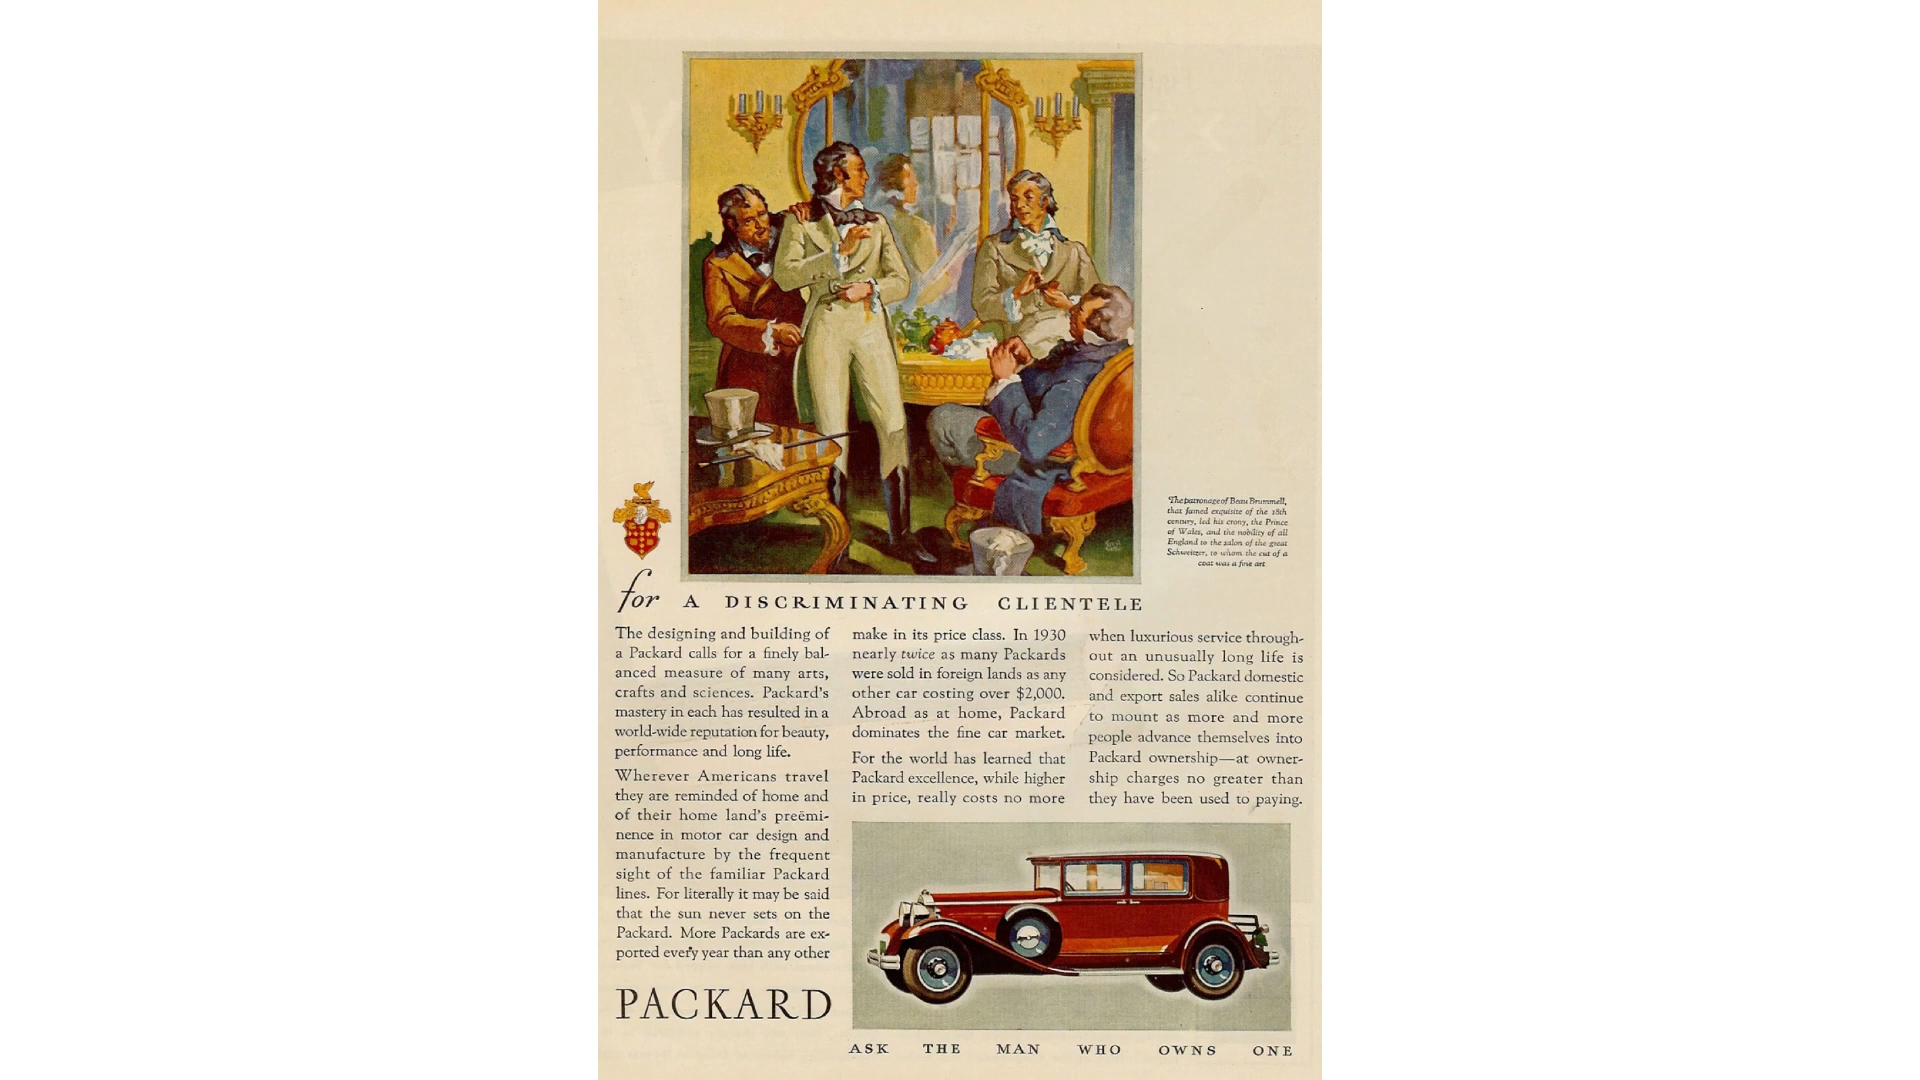 The patronage of Beau Brummell,
that famed exquisite of the 18th
century, led his crony, the Prince
of Wales, and the nobility of all
England to the salon of the great
Schweitzer, to whom the cut of a
coat was a fine art
for A DISCRIMINATING CLIENTELE
The designing and building of
a Packard calls for a finely bal-
anced measure of many arts,
crafts and sciences. Packard's
mastery in each has resulted in a
world-wide reputation for beauty,
performance and long life.
Wherever Americans travel
they are reminded of home and
of their home land's preëmi-
nence in motor car design and
manufacture by the frequent
sight of the familiar Packard
lines. For literally it may be said
that the sun never sets on the
Packard. More Packards are ex-
ported every year than any other
make in its price class. In 1930
nearly twice as many Packards
were sold in foreign lands as any
other car costing over $2,000.
Abroad as at home, Packard
dominates the fine car market.
For the world has learned that
Packard excellence, while higher
in price, really costs no more
when luxurious service through-
out an unusually long life is
considered. So Packard domestic
and export sales alike continue
to mount as more and more
people advance themselves into
Packard ownership—at owner-
ship charges no greater than
they have been used to paying.
PACKARD
ASK THE MAN WHO OWNS ONE